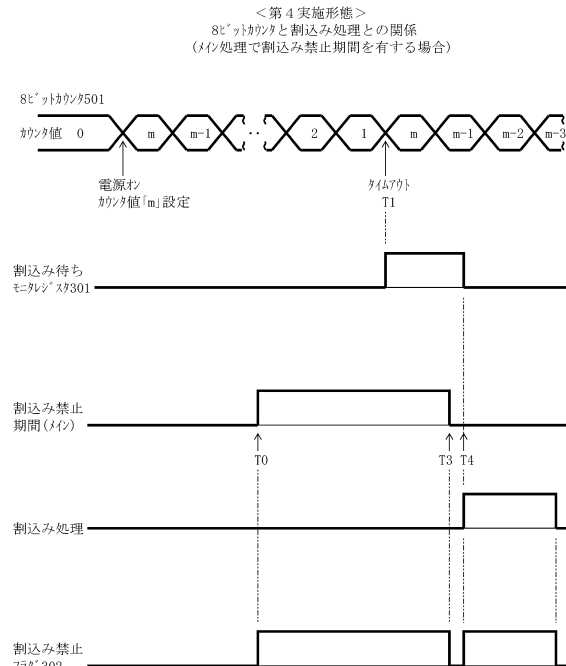 ＜第４実施形態＞
8ﾋﾞｯﾄｶｳﾝﾀと割込み処理との関係
(ﾒｲﾝ処理で割込み禁止期間を有する場合)
8ﾋﾞｯﾄｶｳﾝﾀ501
ｶｳﾝﾀ値 0 m m-1 ·· 2 1 m m-1 m-2 m-3
電源ｵﾝ
ｶｳﾝﾀ値｢m｣設定
ﾀｲﾑｱｳﾄ
T1
割込み待ち
ﾓﾆﾀﾚｼﾞｽﾀ301
割込み禁止
期間(ﾒｲﾝ)
T0 T3 T4
割込み処理
割込み禁止
ﾌﾗｸﾞ302